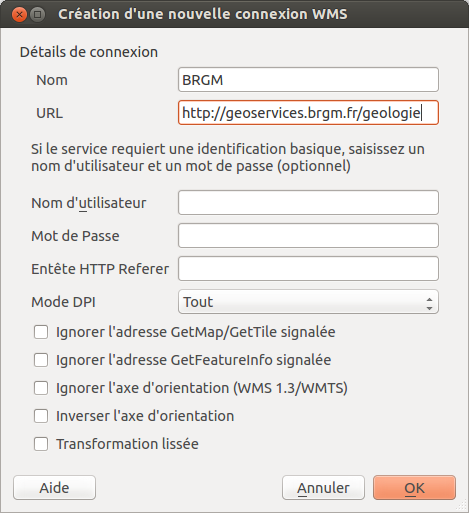 Création d'une nouvelle connexion WMS
Détails de connexion
Nom BRGM
URL http://geoservices.brgm.fr/geologie
Si le service requiert une identification basique, saisissez un
nom d'utilisateur et un mot de passe (optionnel)
Nom d'utilisateur
Mot de Passe
Entête HTTP Referer
Mode DPI Tout
Ignorer l'adresse GetMap/GetTile signalée
Ignorer l'adresse GetFeatureInfo signalée
Ignorer l'axe d'orientation (WMS 1.3/WMTS)
Inverser l'axe d'orientation
Transformation lissée
Aide Annuler OK